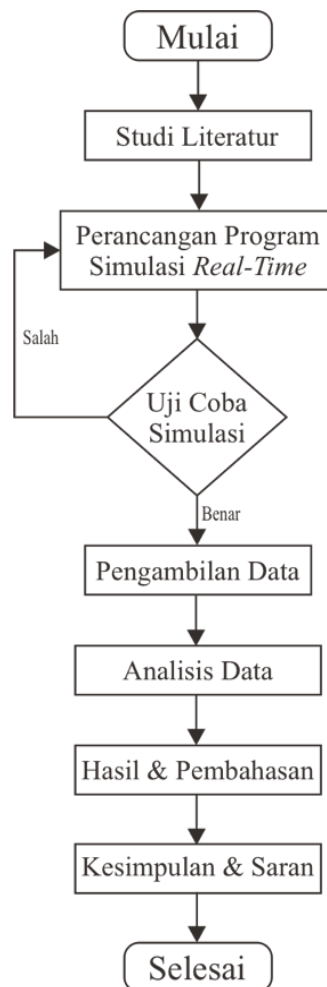 Mulai
Studi Literatur
Perancangan Program
Simulasi Real-Time
Salah
Uji Coba
Simulasi
Benar
Pengambilan Data
Analisis Data
Hasil & Pembahasan
Kesimpulan & Saran
Selesai